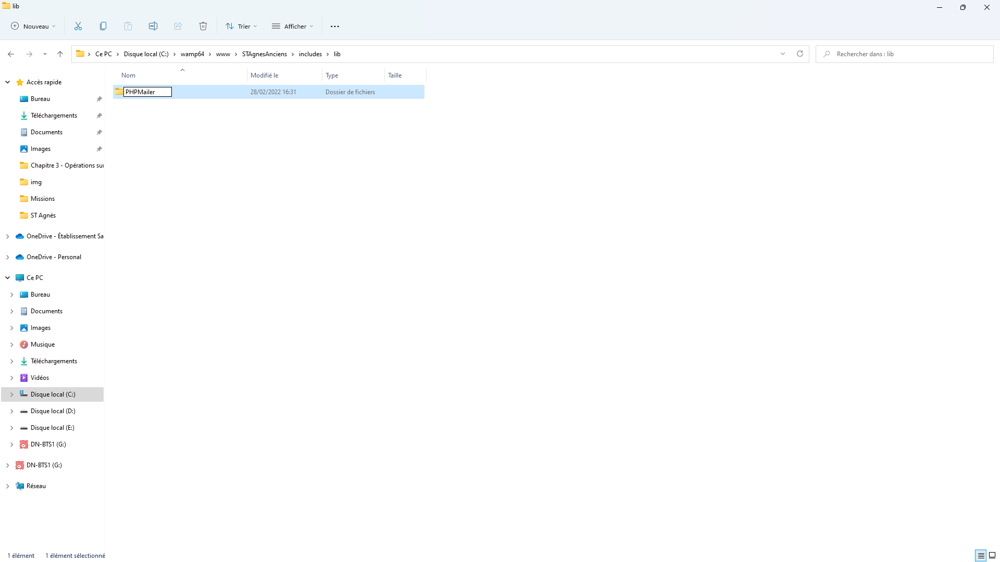 lib
Nouveau
Trier
Afficher
Ce PC
Disque local (C:)
wamp64
www
STAgnesAnciens
includes
lib
Rechercher dans : lib
Nom
Modifié le
Type
Taille
PHPMailer
28/02/2022 16:31
Dossier de fichiers
Accès rapide
Bureau
Téléchargements
Documents
Images
Chapitre 3 - Opérations sur
img
Missions
ST Agnès
OneDrive - Établissement Sa
OneDrive - Personal
Ce PC
Bureau
Documents
Images
Musique
Téléchargements
Vidéos
Disque local (C:)
Disque local (D:)
Disque local (E:)
DN-BTS1 (G:)
DN-BTS1 (G:)
Réseau
1 élément
1 élément sélectionné